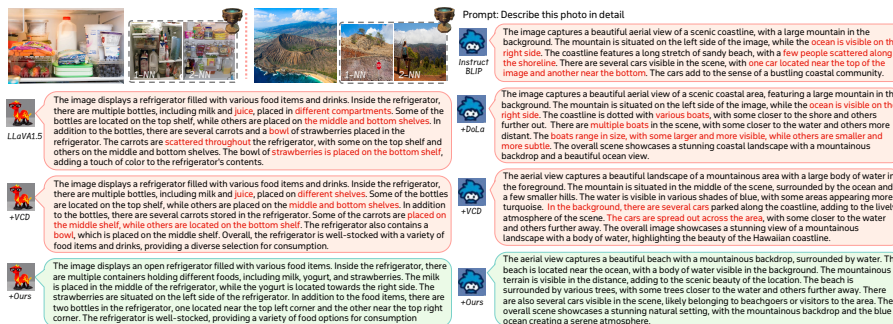 1-NN
2-NN
1-NN
2-NN
LLaVA1.5
The image displays a refrigerator filled with various food items and drinks. Inside the refrigerator,
there are multiple bottles, including milk and juice, placed in different compartments. Some of the
bottles are located on the top shelf, while others are placed on the middle and bottom shelves. In
addition to the bottles, there are several cartons and a bowl of strawberries placed in the
refrigerator. The carrots are scattered throughout the refrigerator, with some on the top shelf and
others on the middle and bottom shelves. The bowl of strawberries is placed on the bottom shelf,
adding a touch of color to the refrigerator's contents.
+VCD
The image displays a refrigerator filled with various food items and drinks. Inside the refrigerator,
there are multiple bottles, including milk and juice, placed on different shelves. Some of the bottles
are located on the top shelf, while others are placed on the middle and bottom shelves. In addition
to the bottles, there are several carrots stored in the refrigerator. Some of the carrots are placed on
the middle shelf, while others are located on the bottom shelf. The refrigerator also contains a
bowl, which is placed on the middle shelf. Overall, the refrigerator is well-stocked with a variety of
food items and drinks, providing a diverse selection for consumption.
+Ours
The image displays an open refrigerator filled with various food items. Inside the refrigerator, there
are multiple containers holding different foods, including milk, yogurt, and strawberries. The milk
is placed in the middle of the refrigerator, while the yogurt is located towards the right side. The
strawberries are situated on the left side of the refrigerator. In addition to the food items, there are
two bottles in the refrigerator, one located near the top left corner and the other near the top right
corner. The refrigerator is well-stocked, providing a variety of food options for consumption
Prompt: Describe this photo in detail
Instruct
BLIP
The image captures a beautiful aerial view of a scenic coastline, with a large mountain in the
background. The mountain is situated on the left side of the image, while the ocean is visible on the
right side. The coastline features a long stretch of sandy beach, with a few people scattered along
the shoreline. There are several cars visible in the scene, with one car located near the top of the
image and another near the bottom. The cars add to the sense of a bustling coastal community.
+DoLa
The image captures a beautiful aerial view of a scenic coastal area, featuring a large mountain in the
background. The mountain is situated on the left side of the image, while the ocean is visible on the
right side. The coastline is dotted with various boats, with some closer to the shore and others
further out. There are multiple boats in the scene, with some closer to the water and others more
distant. The boats range in size, with some larger and more visible, while others are smaller and
more subtle. The overall scene showcases a stunning coastal landscape with a mountainous
backdrop and a beautiful ocean view.
+VCD
The aerial view captures a beautiful landscape of a mountainous area with a large body of water in
the foreground. The mountain is situated in the middle of the scene, surrounded by the ocean and
a few smaller hills. The water is visible in various shades of blue, with some areas appearing more
turquoise. In the background, there are several cars parked along the coastline, adding to the lively
atmosphere of the scene. The cars are spread out across the area, with some closer to the water
and others further away. The overall image showcases a stunning view of a mountainous
landscape with a body of water, highlighting the beauty of the Hawaiian coastline.
+Ours
The aerial view captures a beautiful beach with a mountainous backdrop, surrounded by water. The
beach is located near the ocean, with a body of water visible in the background. The mountainous
terrain is visible in the distance, adding to the scenic beauty of the location. The beach is
surrounded by various trees, with some trees closer to the water and others further away. There
are also several cars visible in the scene, likely belonging to beachgoers or visitors to the area. The
overall scene showcases a stunning natural setting, with the mountainous backdrop and the blue
ocean creating a serene atmosphere.